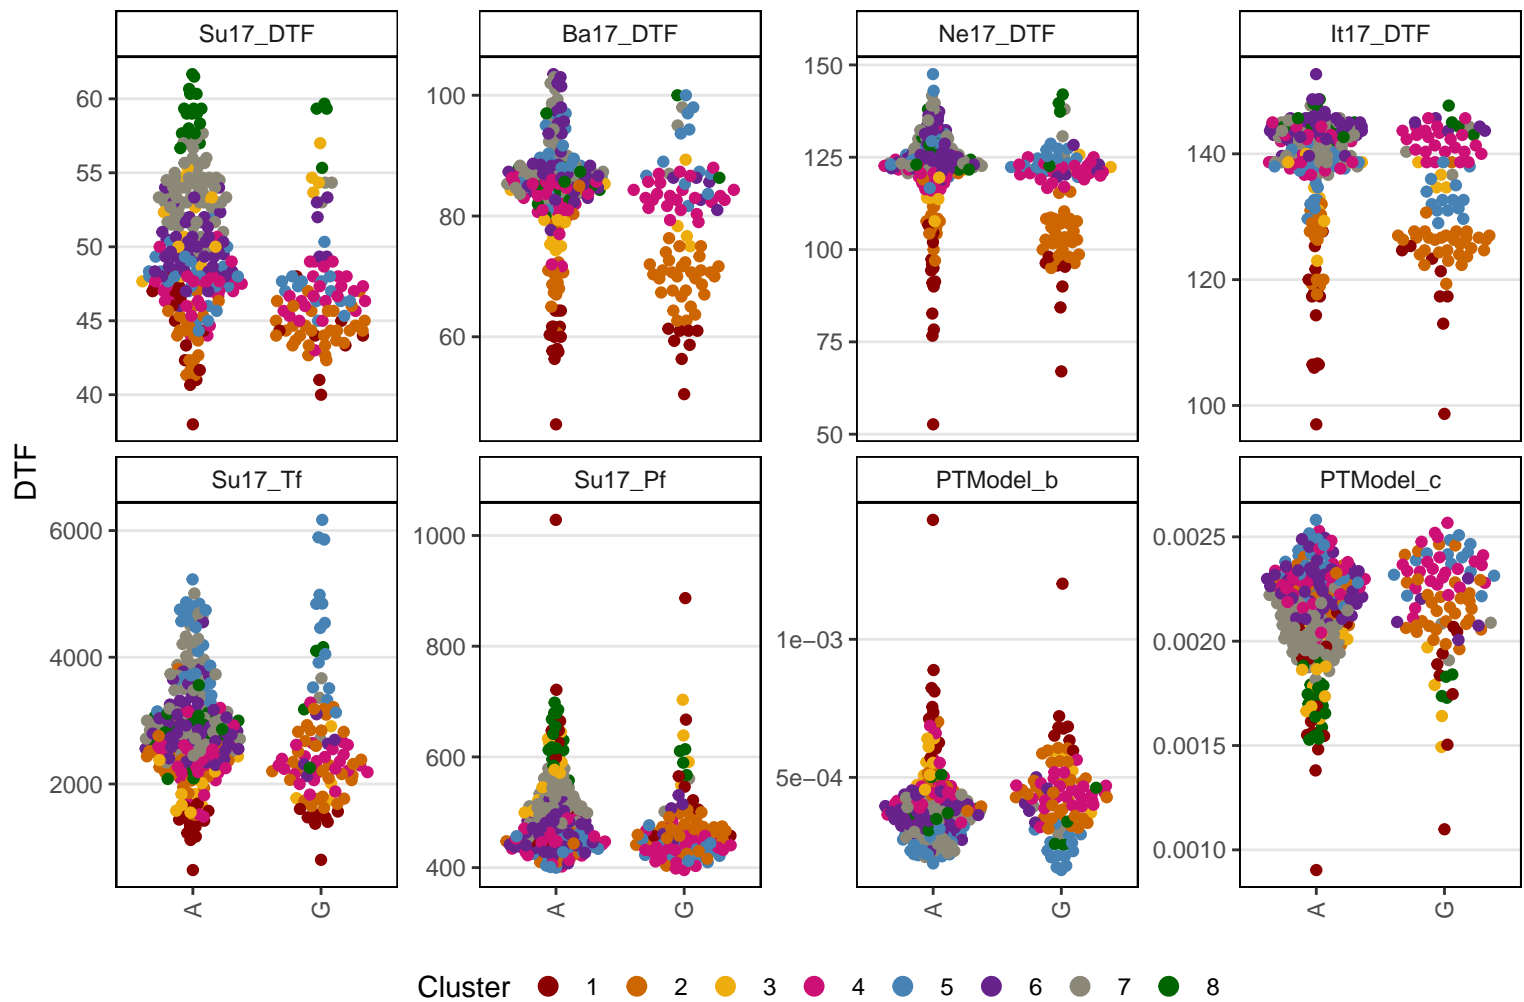 Su17_DTF Ba17_DTF Ne17_DTF It17_DTF
60 55 50 45 40
100 80 60
150 125 100 75 50
140 120 100
DTF
Su17_Tf Su17_Pf PTModel_b PTModel_c
6000 4000 2000
1000 800 600 400
1e−03 5e−04
0.0025 0.0020 0.0015 0.0010
A G A G A G A G
Cluster 1 2 3 4 5 6 7 8